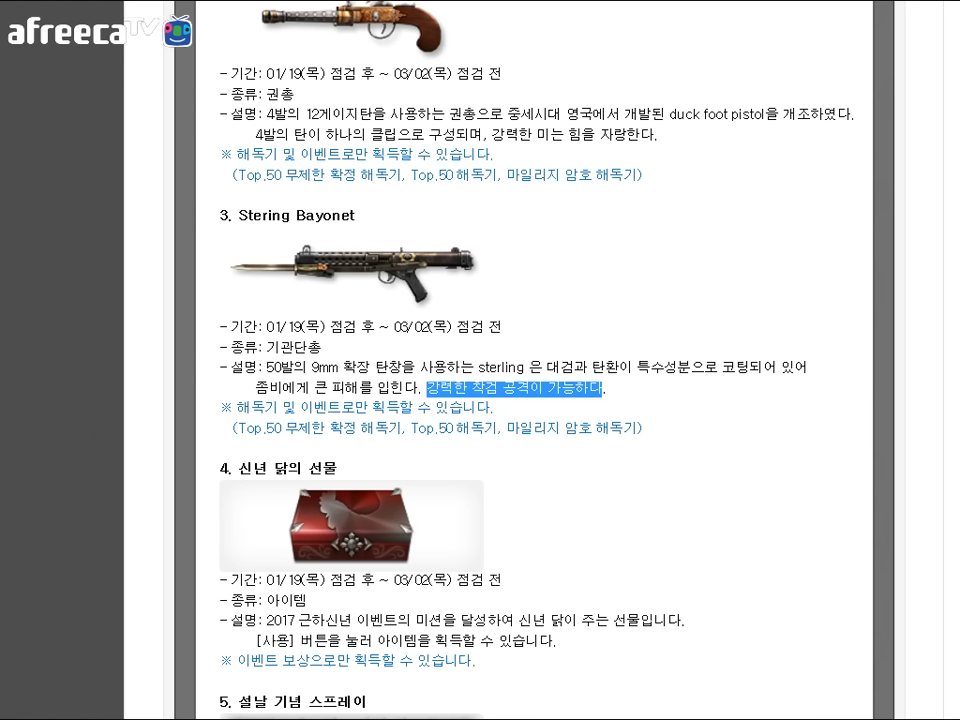 afreecaTV
- 기간: 01/19(목) 점검 후 ~ 03/02(목) 점검 전
- 종류: 권총
- 설명: 4발의 12게이지탄을 사용하는 권총으로 중세시대 영국에서 개발된 duck foot pistol을 개조하였다.
4발의 탄이 하나의 클립으로 구성되며, 강력한 미는 힘을 자랑한다.
※ 해독기 및 이벤트로만 획득할 수 있습니다.
(Top.50 무제한 확정 해독기, Top.50 해독기, 마일리지 암호 해독기)
3. Stering Bayonet
- 기간: 01/19(목) 점검 후 ~ 03/02(목) 점검 전
- 종류: 기관단총
- 설명: 50발의 9mm 확장 탄창을 사용하는 sterling 은 대검과 탄환이 특수성분으로 코팅되어 있어
좀비에게 큰 피해를 입힌다. 강력한 착검 공격이 가능하다.
※ 해독기 및 이벤트로만 획득할 수 있습니다.
(Top.50 무제한 확정 해독기, Top.50 해독기, 마일리지 암호 해독기)
4. 신년 닭의 선물
- 기간: 01/19(목) 점검 후 ~ 03/02(목) 점검 전
- 종류: 아이템
- 설명: 2017 근하신년 이벤트의 미션을 달성하여 신년 닭이 주는 선물입니다.
[사용] 버튼을 눌러 아이템을 획득할 수 있습니다.
※ 이벤트 보상으로만 획득할 수 있습니다.
5. 설날 기념 스프레이